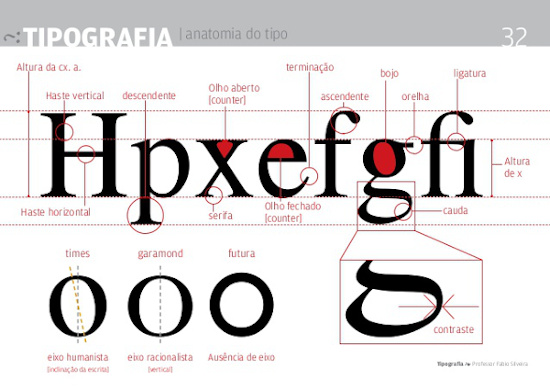 ~: TIPOGRAFIA | anatomia do tipo 32
Altura da cx. a.
Haste vertical
descendente
Olho aberto
[counter]
terminação
ascendente
bojo
orelha
ligatura
Hpxefgfi
Altura
de x
Haste horizontal
serifa
Olho fechado
[counter]
cauda
times
garamond
futura
o o o
contraste
eixo humanista
[inclinação da escrita]
eixo racionalista
[vertical]
Ausência de eixo
Tipografia ~ Professor Fabio Silveira